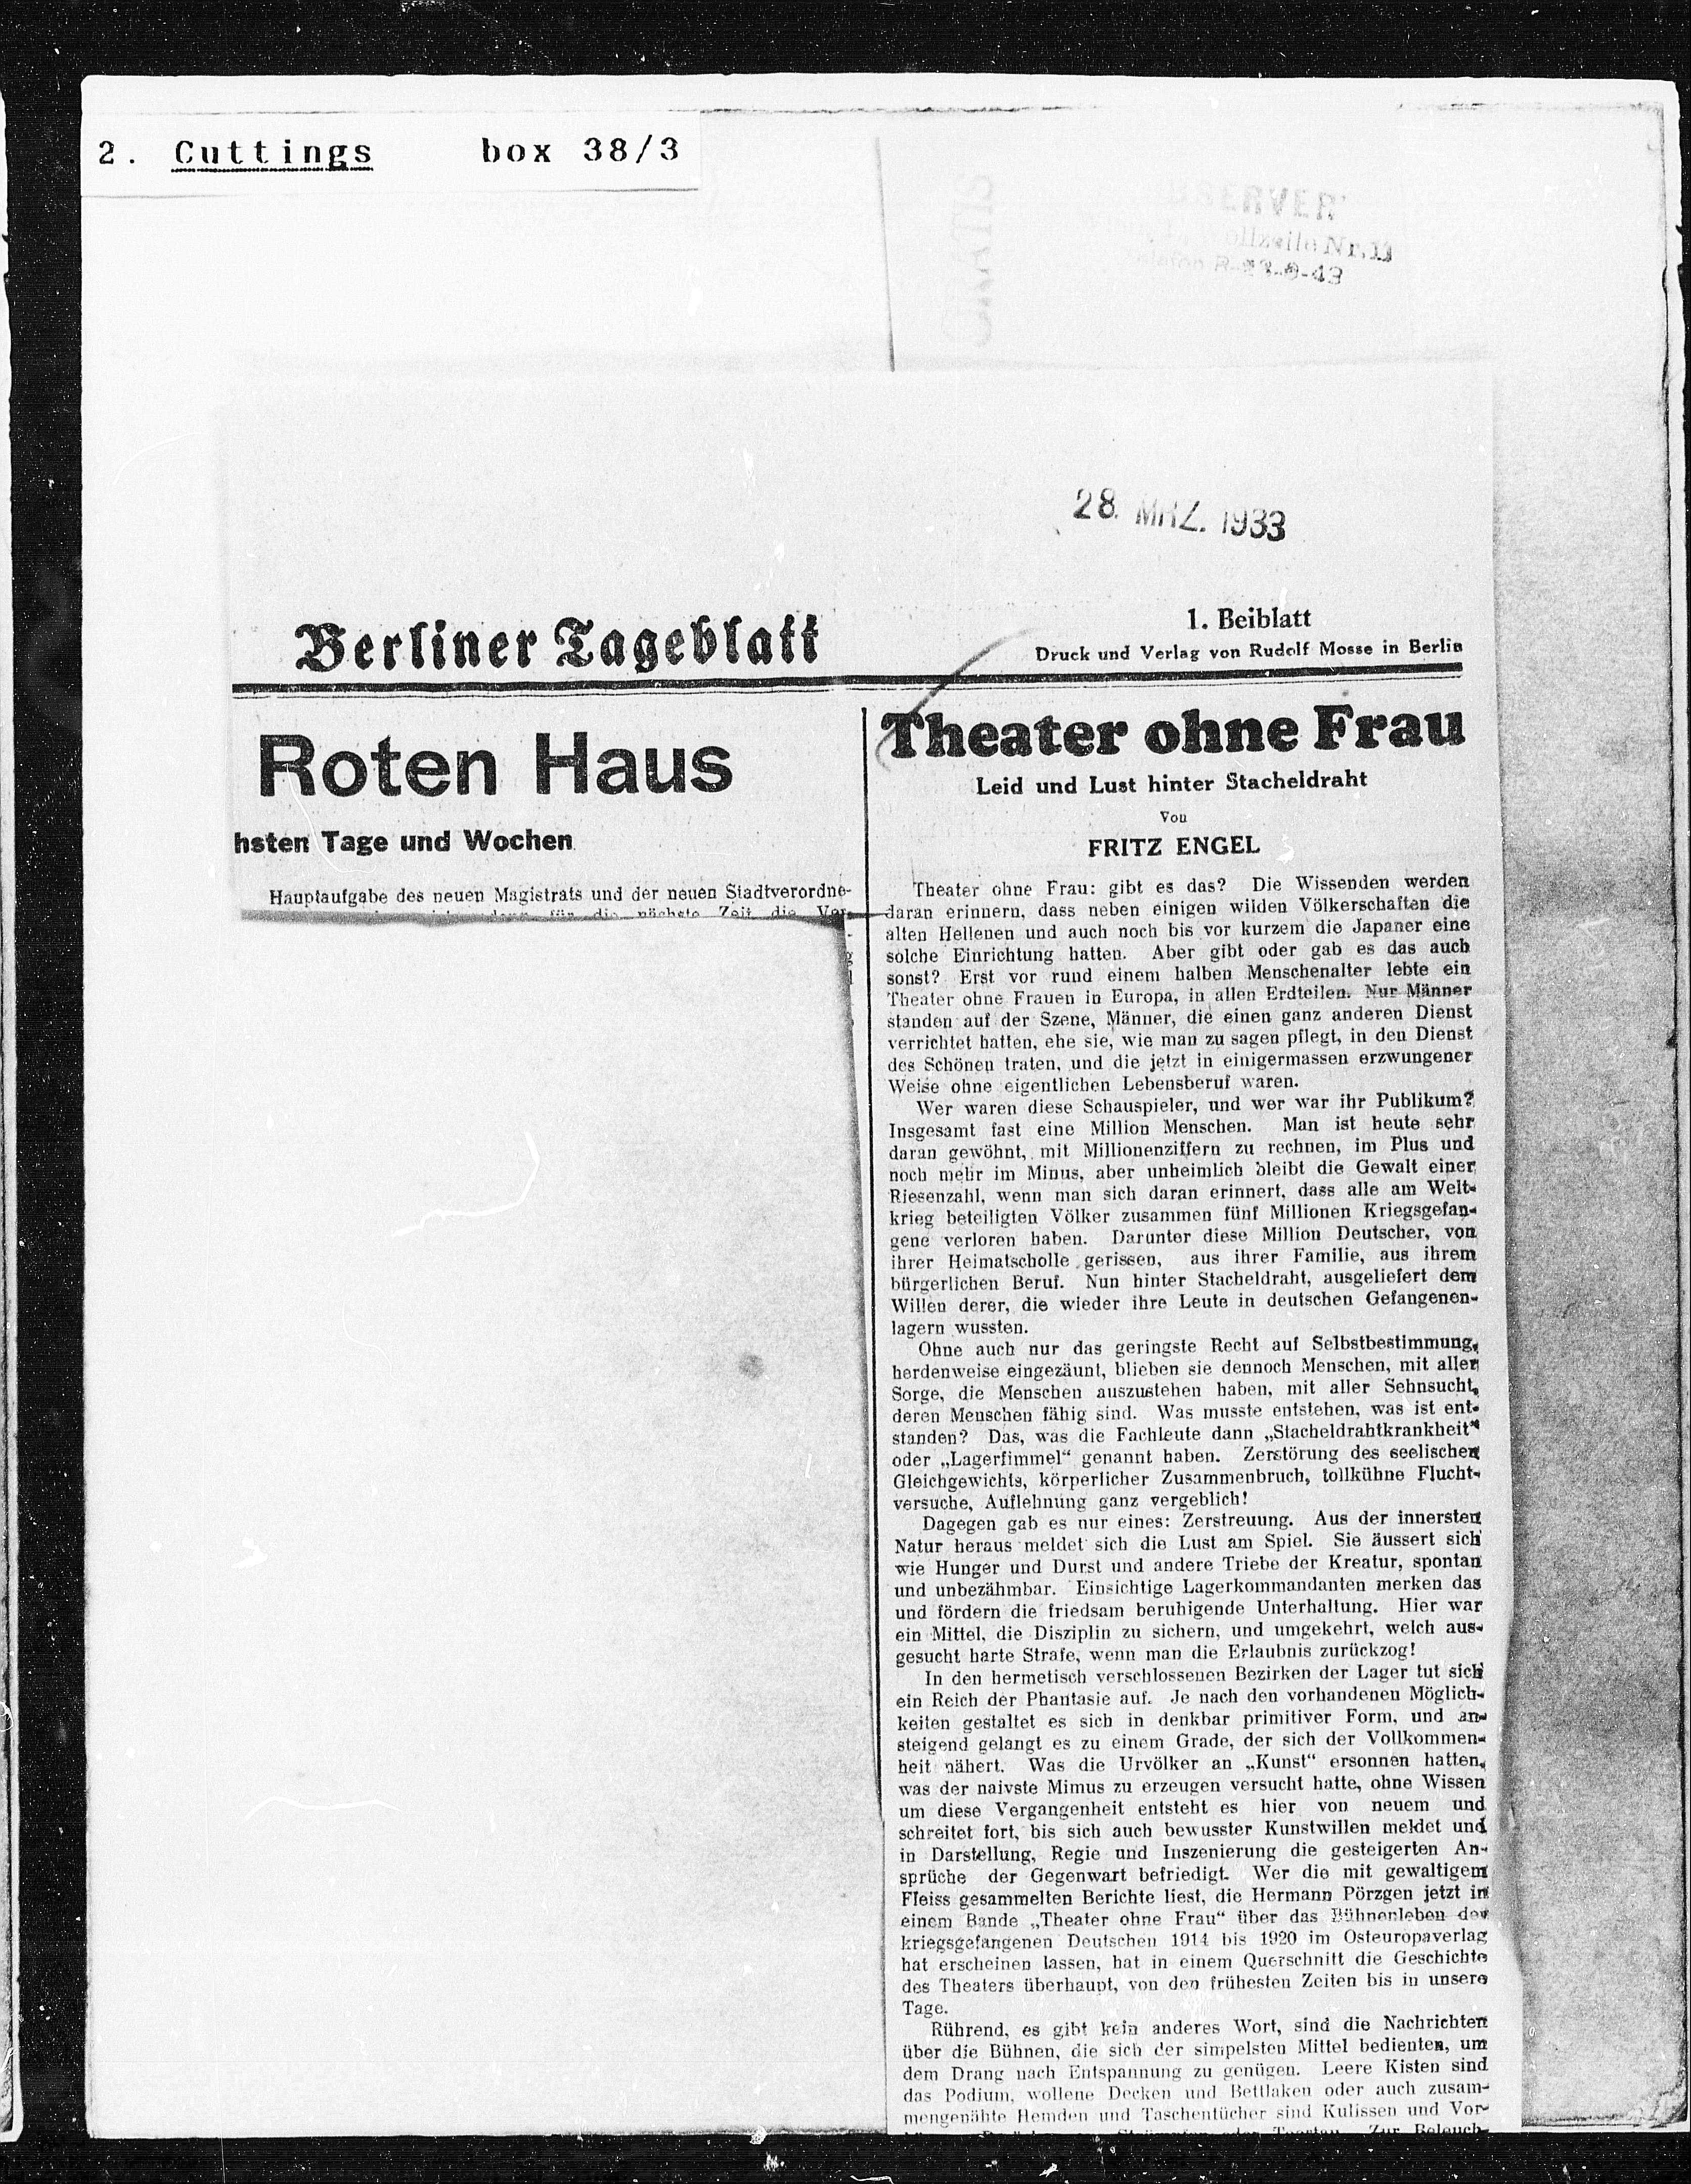 2. Cuttings box 38/3
Nr. 11
28. MRZ. 1933
Berliner Tageblatt
1. Beiblatt
Druck und Verlag von Rudolf Mosse in Berlin
Roten Haus
hsten Tage und Wochen
Hauptaufgabe des neuen Magistrats und der neuen Stadtverordne-
für die nächste Zeit die
Theater ohne Frau
Leid und Lust hinter Stacheldraht
Von
FRITZ ENGEL
Theater ohne Frau: gibt es das? Die Wissenden werden
daran erinnern, dass neben einigen wilden Völkerschaften die
alten Hellenen und auch noch bis vor kurzem die Japaner eine
solche Einrichtung hatten. Aber gibt oder gab es das auch
sonst? Erst vor rund einem halben Menschenalter lebte ein
Theater ohne Frauen in Europa, in allen Erdteilen. Nur Männer
standen auf der Szene, Männer, die einen ganz anderen Dienst
verrichtet hatten, ehe sie, wie man zu sagen pflegt, in den Dienst
des Schönen traten, und die jetzt in einigermassen erzwungener
Weise ohne eigentlichen Lebensberuf waren.
Wer waren diese Schauspieler, und wer war ihr Publikum?
Insgesamt fast eine Million Menschen. Man ist heute sehr
daran gewöhnt, mit Millionenziffern zu rechnen, im Plus und
noch mehr im Minus, aber unheimlich bleibt die Gewalt einer
Riesenzahl, wenn man sich daran erinnert, dass alle am Welt-
krieg beteiligten Völker zusammen fünf Millionen Kriegsgefan-
gene verloren haben. Darunter diese Million Deutscher, von
ihrer Heimatscholle gerissen, aus ihrer Familie, aus ihrem
bürgerlichen Beruf. Nun hinter Stacheldraht, ausgeliefert dem
Willen derer, die wieder ihre Leute in deutschen Gefangenen-
lagern wussten.
Ohne auch nur das geringste Recht auf Selbstbestimmung,
herdenweise eingezäunt, blieben sie dennoch Menschen, mit aller
Sorge, die Menschen auszustehen haben, mit aller Sehnsucht,
deren Menschen fähig sind. Was musste entstehen, was ist ent-
standen? Das, was die Fachleute dann „Stacheldrahtkrankheit“
oder „Lagerfimmel“ genannt haben. Zerstörung des seelischen
Gleichgewichts, körperlicher Zusammenbruch, tollkühne Flucht-
versuche, Auflehnung ganz vergeblich!
Dagegen gab es nur eines: Zerstreuung. Aus der innersten
Natur heraus meldet sich die Lust am Spiel. Sie äussert sich
wie Hunger und Durst und andere Triebe der Kreatur, spontan
und unbezähmbar. Einsichtige Lagerkommandanten merken das
und fördern die friedsam beruhigende Unterhaltung. Hier war
ein Mittel, die Disziplin zu sichern, und umgekehrt, welch aus-
gesucht harte Strafe, wenn man die Erlaubnis zurückzog!
In den hermetisch verschlossenen Bezirken der Lager tut sich
ein Reich der Phantasie auf. Je nach den vorhandenen Möglich-
keiten gestaltet es sich in denkbar primitiver Form, und an-
steigend gelangt es zu einem Grade, der sich der Vollkommen-
heit nähert. Was die Urvölker an „Kunst“ ersonnen hatten,
was der naivste Mimus zu erzeugen versucht hatte, ohne Wissen
um diese Vergangenheit entsteht es hier von neuem und
schreitet fort, bis sich auch bewusster Kunstwillen meldet und
in Darstellung, Regie und Inszenierung die gesteigerten An-
sprüche der Gegenwart befriedigt. Wer die mit gewaltigem
Fleiss gesammelten Berichte liest, die Hermann Pörzgen jetzt in
einem Bande „Theater ohne Frau“ über das Bühnenleben der
kriegsgefangenen Deutschen 1914 bis 1920 im Osteuropaverlag
hat erscheinen lassen, hat in einem Querschnitt die Geschichte
des Theaters überhaupt, von den frühesten Zeiten bis in unsere
Tage.
Rührend, es gibt kein anderes Wort, sind die Nachrichten
über die Bühnen, die sich der simpelsten Mittel bedienten, um
dem Drang nach Entspannung zu genügen. Leere Kisten sind
das Podium, wollene Decken und Bettlaken oder auch zusam-
mengenähte Hemden und Taschentücher sind Kulissen und Vor-
Zur Beleuch-